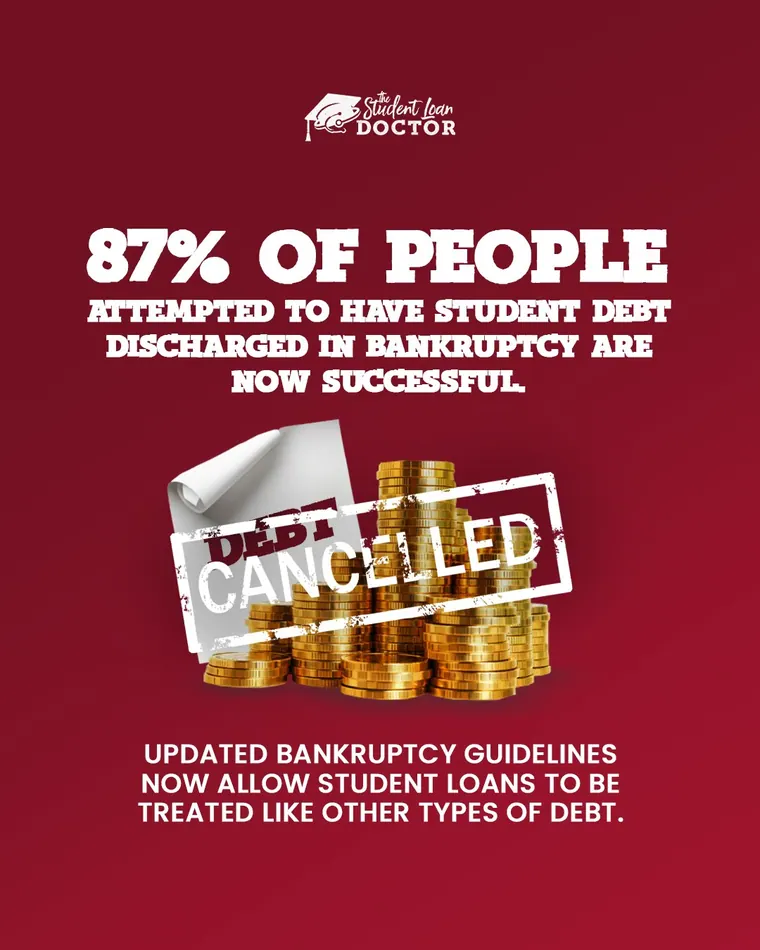 the
Student Loan
DOCTOR
87% OF PEOPLE
ATTEMPTED TO HAVE STUDENT DEBT
DISCHARGED IN BANKRUPTCY ARE
NOW SUCCESSFUL.
DEBT
CANCELLED
UPDATED BANKRUPTCY GUIDELINES
NOW ALLOW STUDENT LOANS TO BE
TREATED LIKE OTHER TYPES OF DEBT.